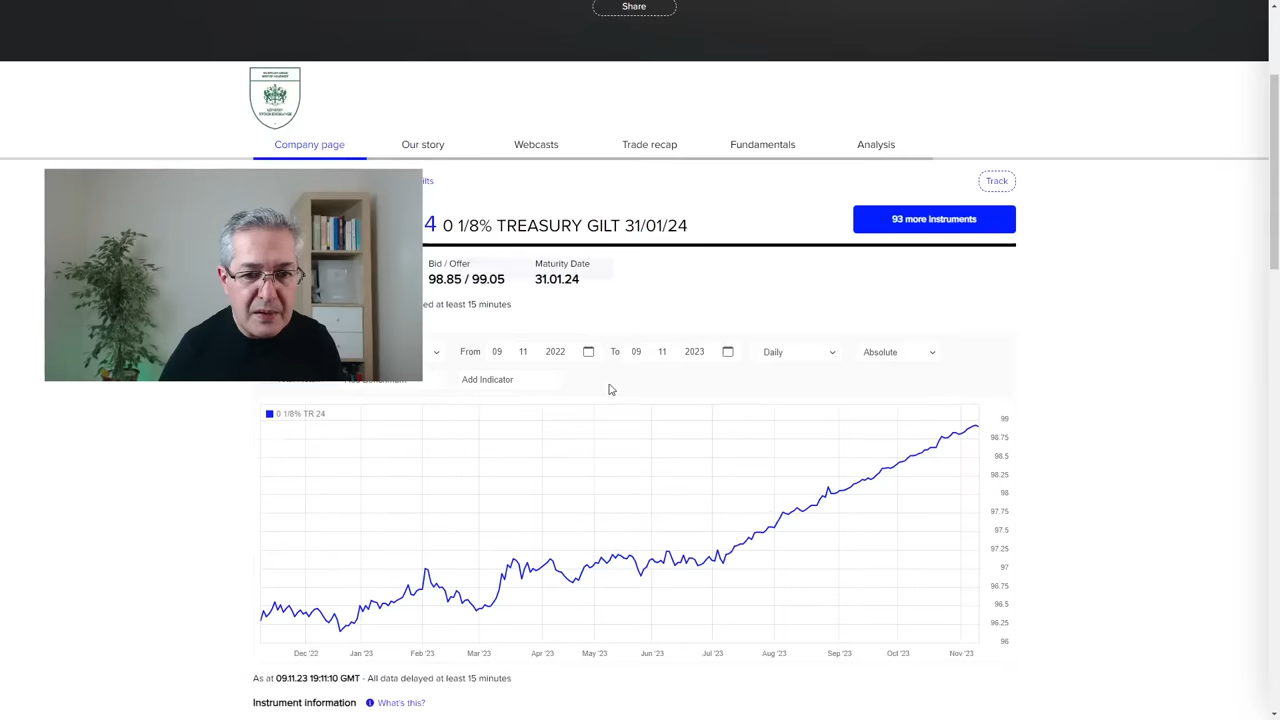 Share
Company page
Our story
Webcasts
Trade recap
Fundamentals
Analysis
Track
4 0 1/8% TREASURY GILT 31/01/24
93 more instruments
Bid / Offer
Maturity Date
98.85 / 99.05
31.01.24
ed at least 15 minutes
From 09 11 2022 To 09 11 2023
Daily
Absolute
Add Indicator
0 1/8% TR 24
99
98.75
98.5
98.25
98
97.75
97.5
97.25
97
96.75
96.5
96.25
96
Dec '22 Jan '23 Feb '23 Mar '23 Apr '23 May '23 Jun '23 Jul '23 Aug '23 Sep '23 Oct '23 Nov '23
As at 09.11.23 19:11:10 GMT - All data delayed at least 15 minutes
Instrument information What's this?